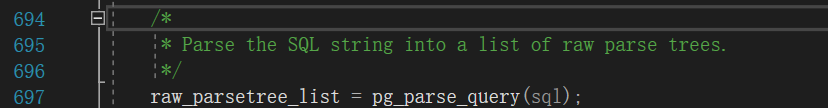 694 /*
695 * Parse the SQL string into a list of raw parse trees.
696 */
697 raw_parsetree_list = pg_parse_query(sql);